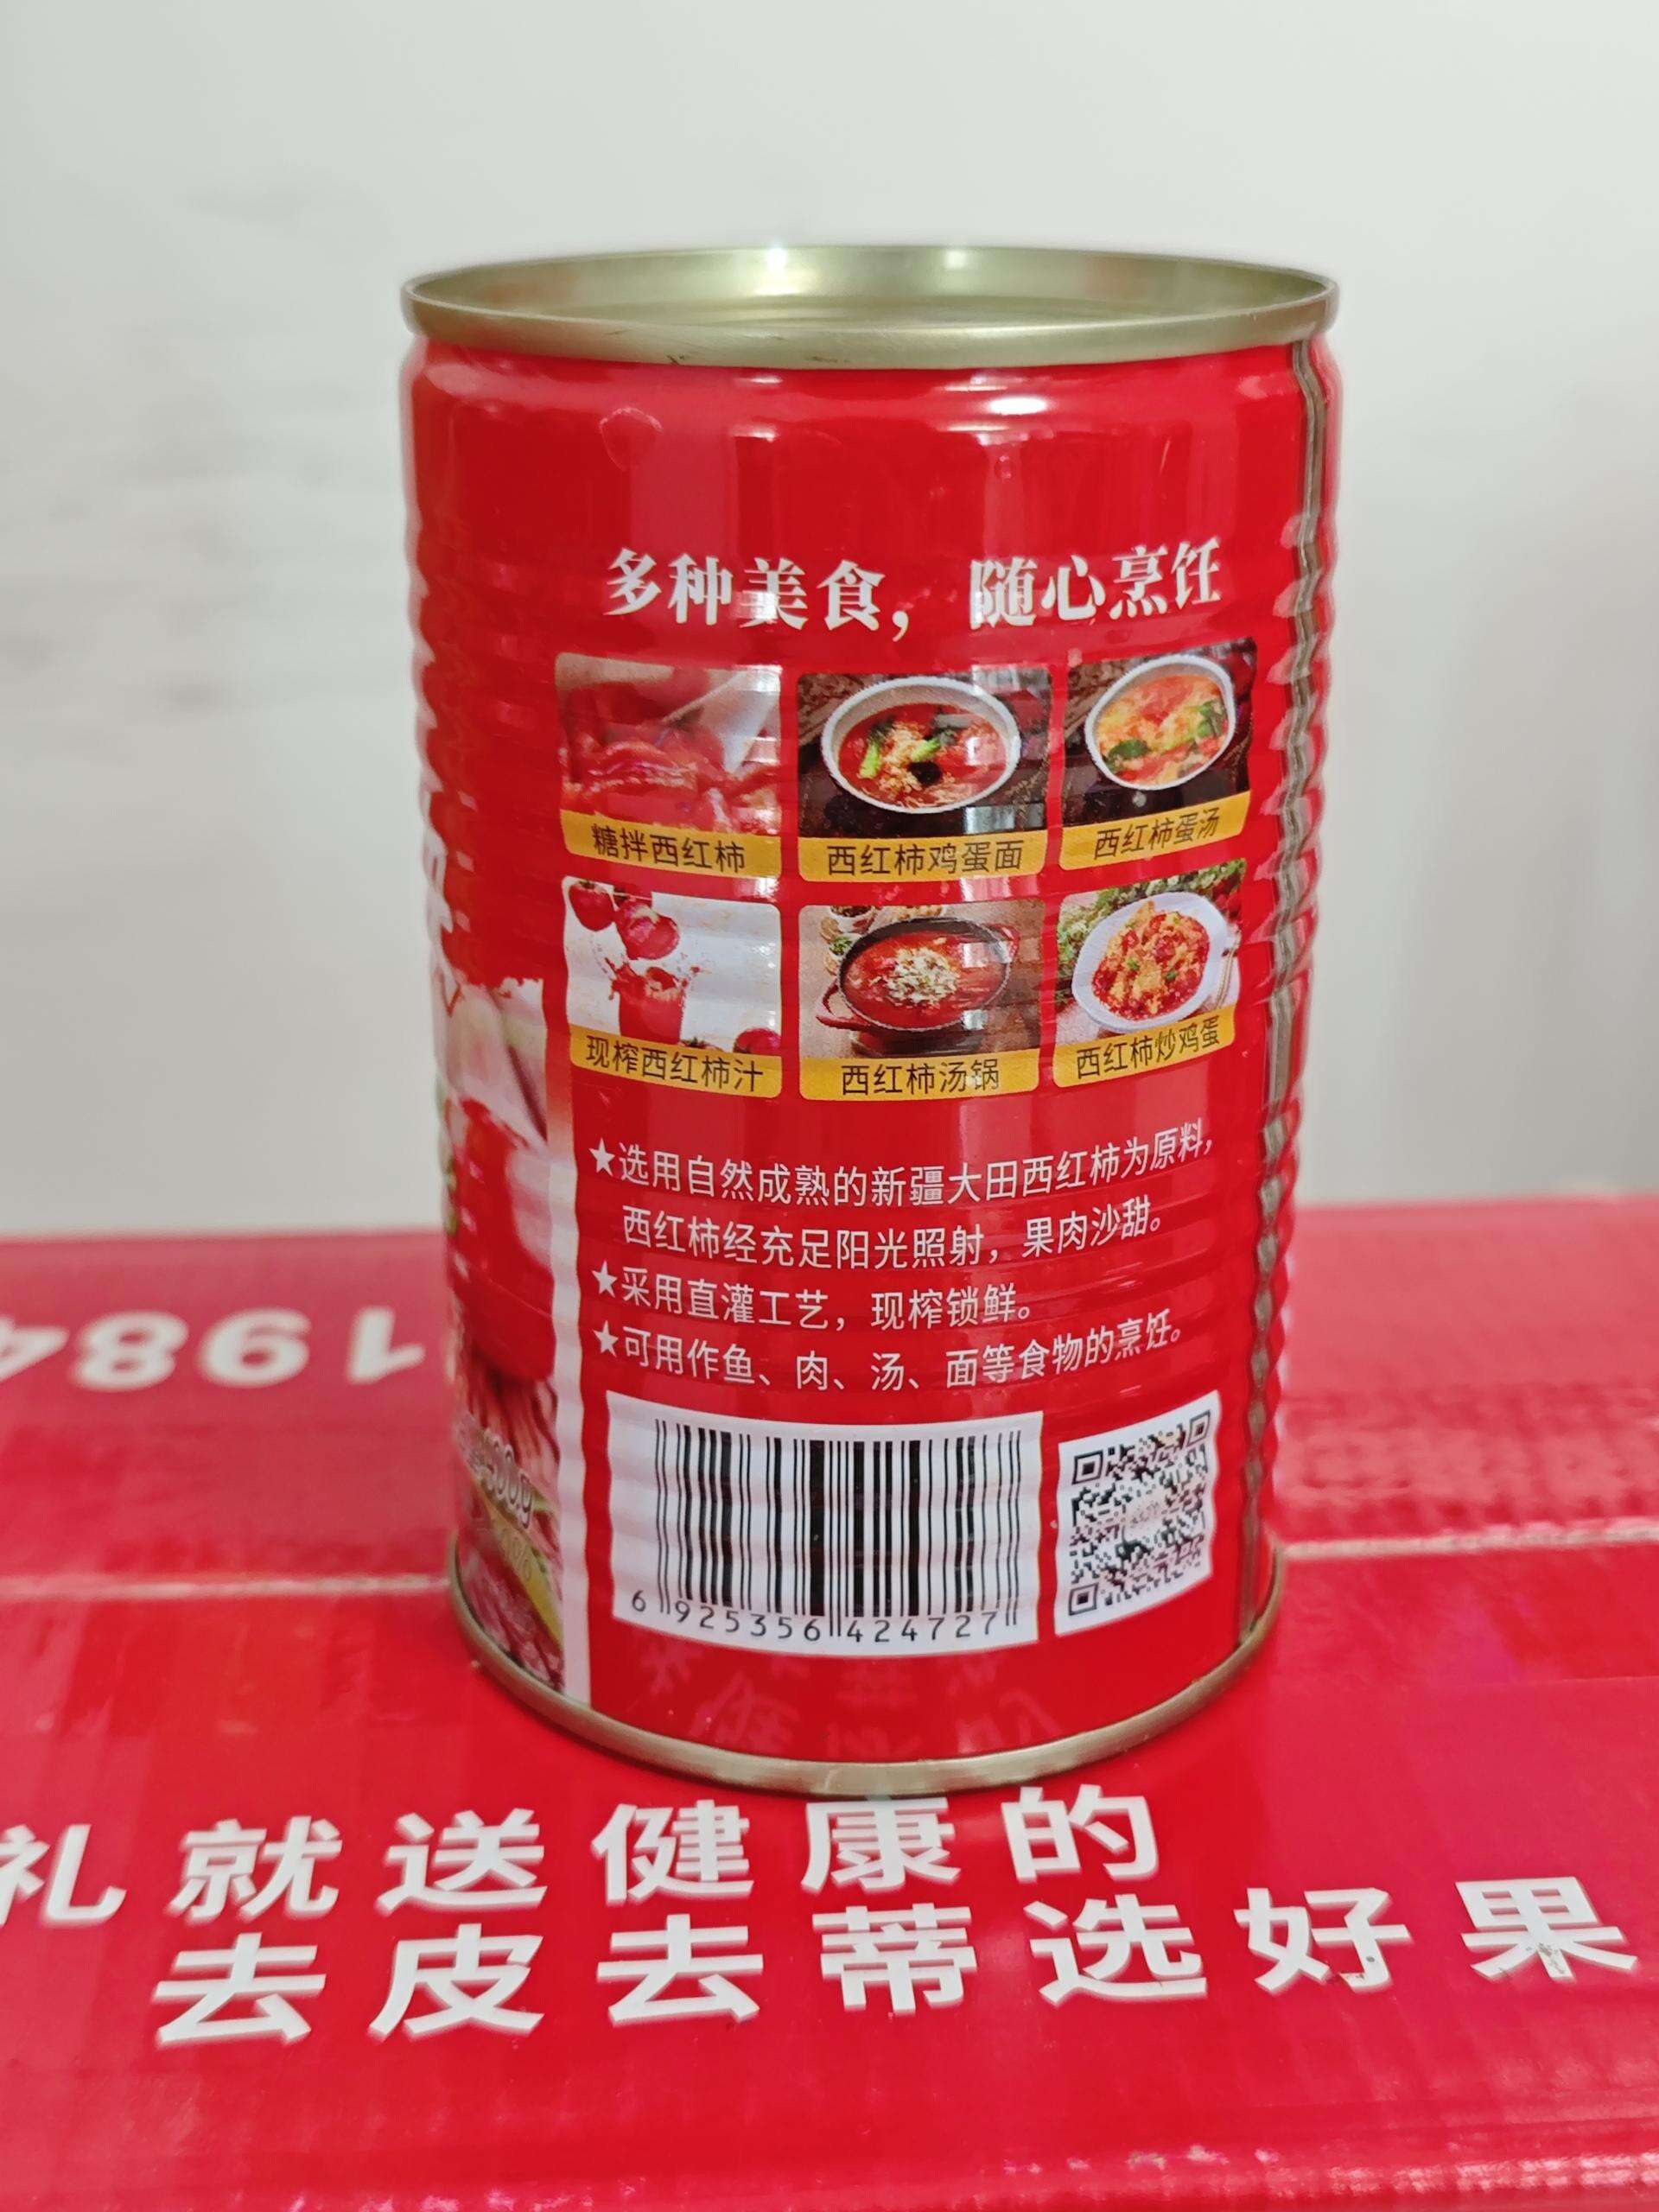 多种美食，随心烹饪
糖拌西红柿
西红柿鸡蛋面
西红柿蛋汤
现榨西红柿汁
西红柿汤锅
西红柿炒鸡蛋
★选用自然成熟的新疆大田西红柿为原料，
西红柿经充足阳光照射，果肉沙甜。
★采用直灌工艺，现榨锁鲜。
★可用作鱼、肉、汤、面等食物的烹饪。
6 925356 424727
1984
礼就送健康的
去皮去蒂选好果